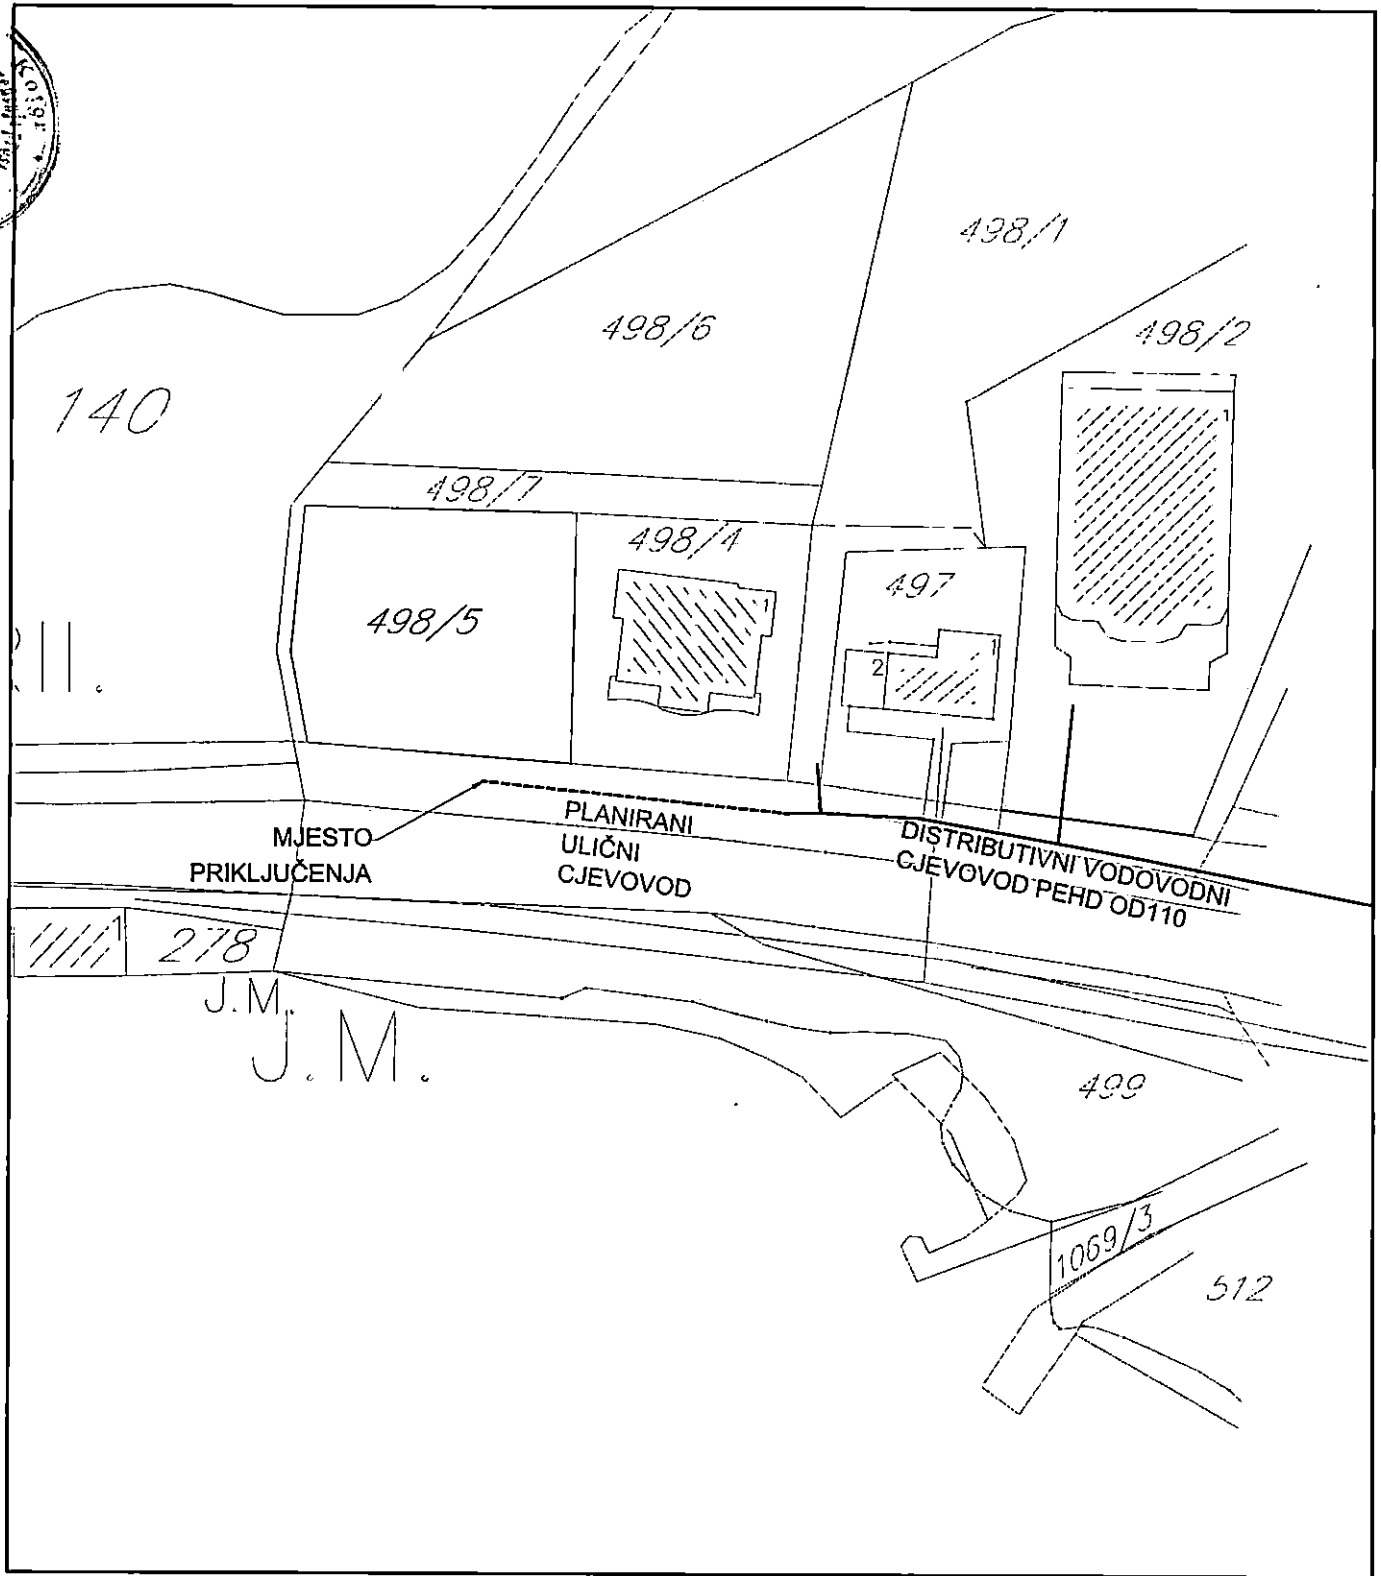 498/1
498/6
498/2
140
1
498/7
498/4
497
498/5
1
1
2
MJESTO
PRIKLJUČENJA
PLANIRANI
ULIČNI
CJEVOVOD
DISTRIBUTIVNI VODOVODNI
CJEVOVOD PEHD OD110
1
278
J.M.
J.M.
499
1069/3
512